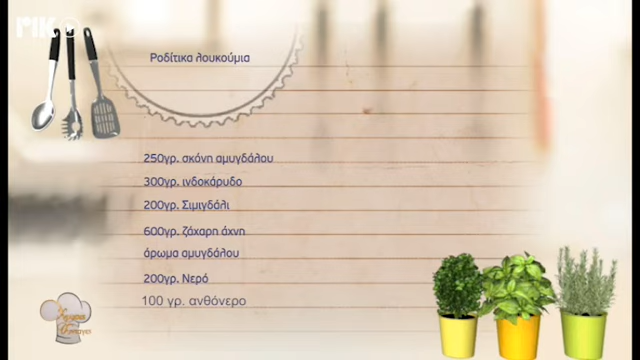 ΡΙΚ
Ροδίτικα λουκούμια
250γρ. σκόνη αμυγδάλου
300γρ. ινδοκάρυδο
200γρ. Σιμιγδάλι
600γρ. ζάχαρη άχνη
άρωμα αμυγδάλου
200γρ. Νερό
100 γρ. ανθόνερο